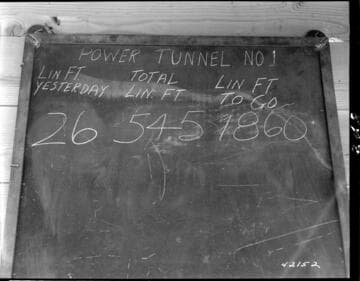 POWER TUNNEL NO 1
LIN FT YESTERDAY
TOTAL LIN FT
LIN FT TO GO
26 545 1860
42152